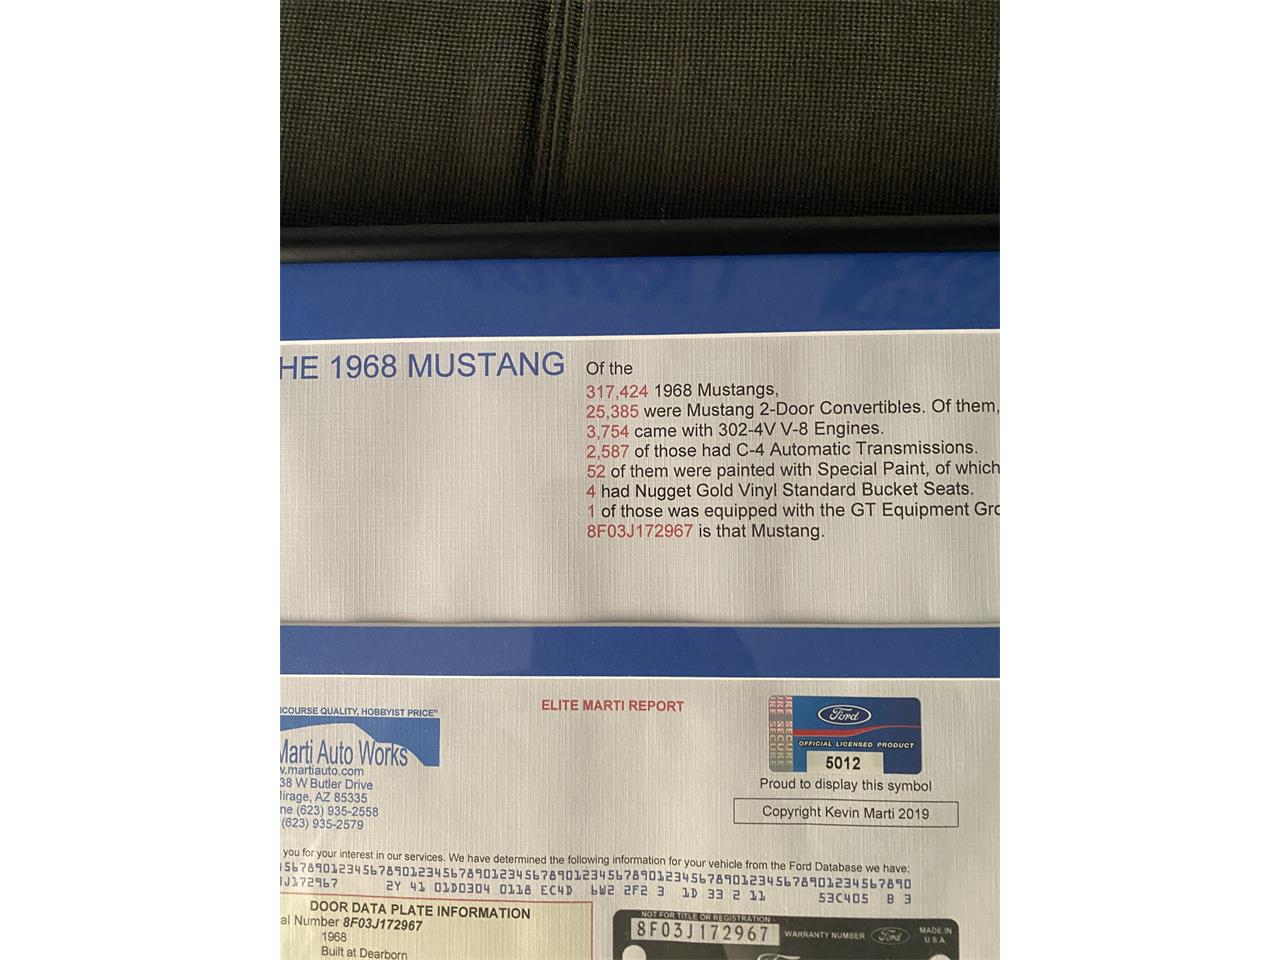 HE 1968 MUSTANG
Of the
317,424 1968 Mustangs,
25,385 were Mustang 2-Door Convertibles. Of them,
3,754 came with 302-4V V-8 Engines.
2,587 of those had C-4 Automatic Transmissions.
52 of them were painted with Special Paint, of which
4 had Nugget Gold Vinyl Standard Bucket Seats.
1 of those was equipped with the GT Equipment Gro
8F03J172967 is that Mustang.
COURSE QUALITY, HOBBYIST PRICE"
Marti Auto Works
v.martiauto.com
38 W Butler Drive
lirage, AZ 85335
ne (623) 935-2558
(623) 935-2579
ELITE MARTI REPORT
SECURE
Ford
OFFICIAL LICENSED PRODUCT
5012
Proud to display this symbol
Copyright Kevin Marti 2019
you for your interest in our services. We have determined the following information for your vehicle from the Ford Database we have:
4567890123456789012345678901234567890123456789012345678901234567890
J172967 2Y 41 01D0304 0118 EC4D 6W2 2F2 3 1D 33 2 11 53C405 B 3
DOOR DATA PLATE INFORMATION
al Number 8F03J172967
1968
Built at Dearborn
NOT FOR TITLE OR REGISTRATION
8F03J172967 WARRANTY NUMBER Ford MADE IN
U.S.A.